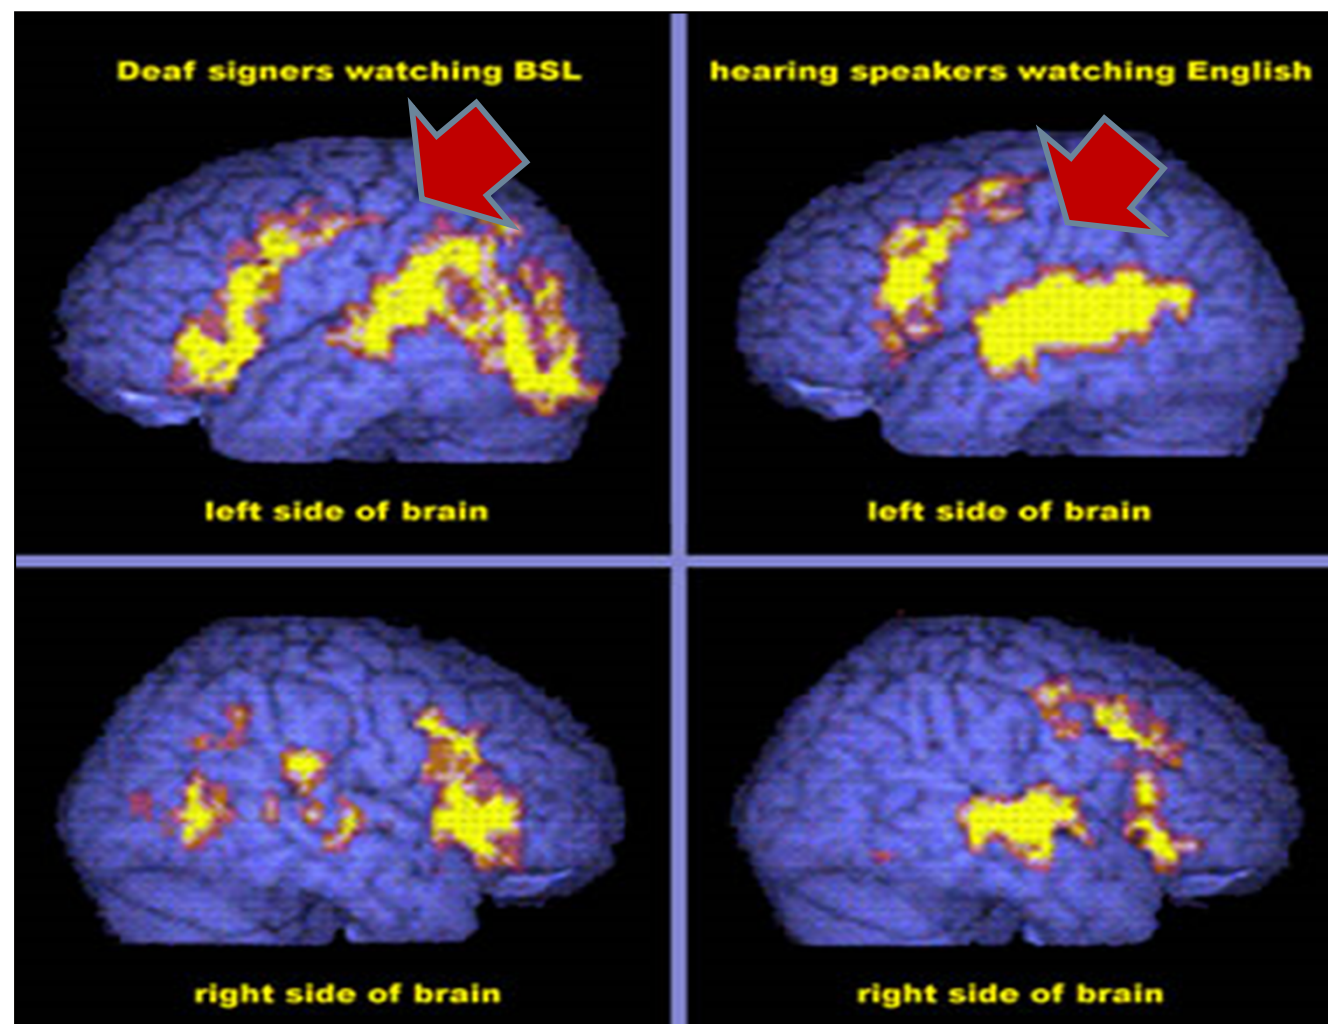 Deaf signers watching BSL
hearing speakers watching English
left side of brain
left side of brain
right side of brain
right side of brain